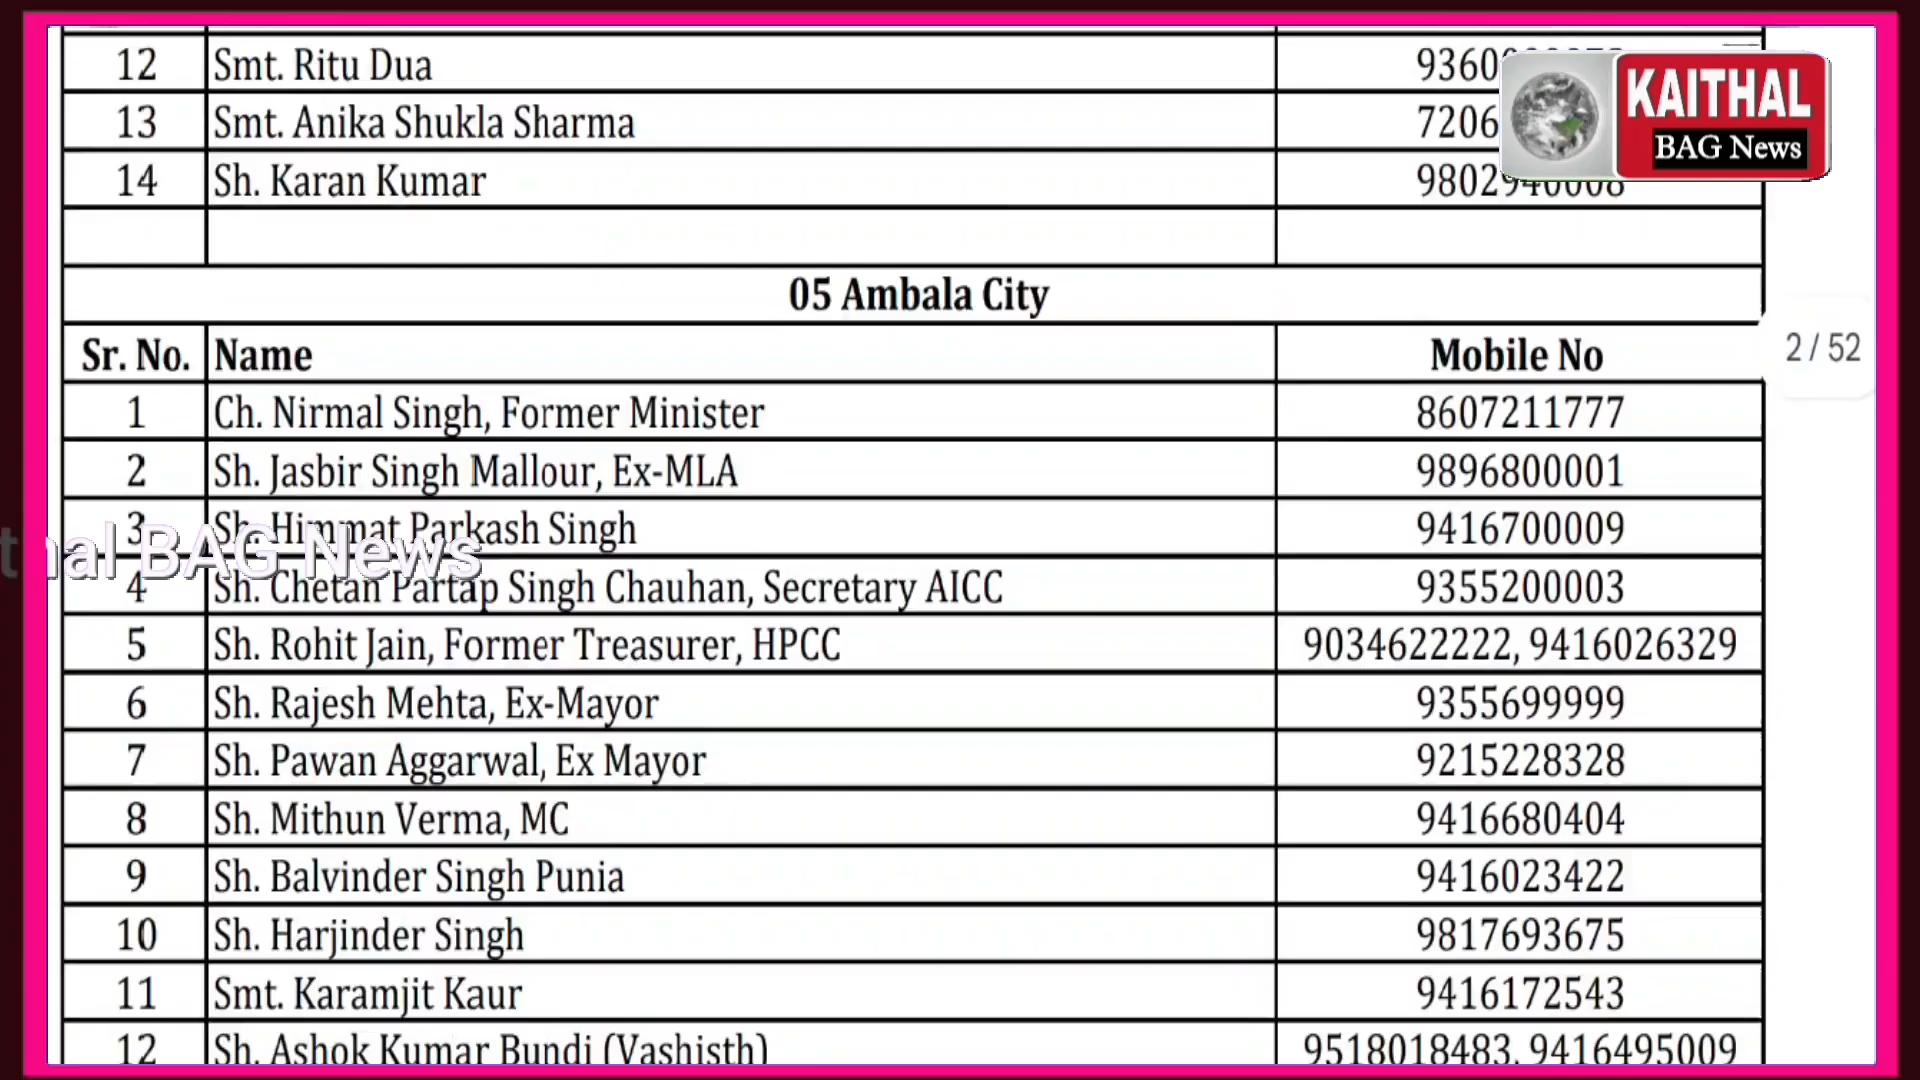 12 Smt. Ritu Dua
13 Smt. Anika Shukla Sharma
14 Sh. Karan Kumar
KAITHAL
BAG News
05 Ambala City
Sr. No. Name Mobile No
2 / 52
1 Ch. Nirmal Singh, Former Minister 8607211777
2 Sh. Jasbir Singh Mallour, Ex-MLA 9896800001
3 Sh. Himmat Parkash Singh 9416700009
BAG News
4 Sh. Chetan Partap Singh Chauhan, Secretary AICC 9355200003
5 Sh. Rohit Jain, Former Treasurer, HPCC 9034622222, 9416026329
6 Sh. Rajesh Mehta, Ex-Mayor 9355699999
7 Sh. Pawan Aggarwal, Ex Mayor 9215228328
8 Sh. Mithun Verma, MC 9416680404
9 Sh. Balvinder Singh Punia 9416023422
10 Sh. Harjinder Singh 9817693675
11 Smt. Karamjit Kaur 9416172543
12 Sh. Ashok Kumar Bundi (Vashisth) 9518018483, 9416495009